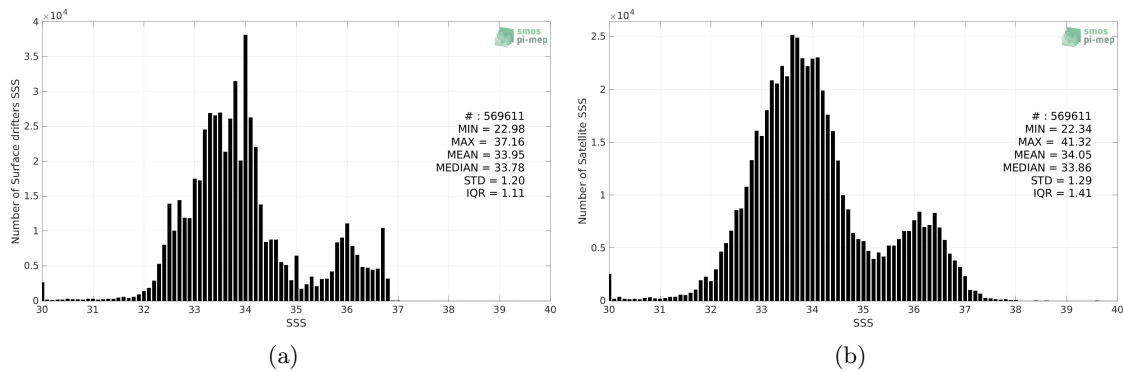 ×10⁴
4
3.5
3
2.5
2
1.5
1
0.5
0
Number of Surface drifters SSS
smos
pi-mep
# : 569611
MIN = 22.98
MAX = 37.16
MEAN = 33.95
MEDIAN = 33.78
STD = 1.20
IQR = 1.11
30 31 32 33 34 35 36 37 38 39 40
SSS
(a)
×10⁴
2.5
2
1.5
1
0.5
0
Number of Satellite SSS
smos
pi-mep
# : 569611
MIN = 22.34
MAX = 41.32
MEAN = 34.05
MEDIAN = 33.86
STD = 1.29
IQR = 1.41
30 31 32 33 34 35 36 37 38 39 40
SSS
(b)